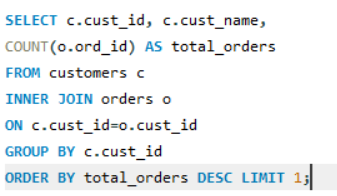 SELECT c.cust_id, c.cust_name,
COUNT(o.ord_id) AS total_orders
FROM customers c
INNER JOIN orders o
ON c.cust_id=o.cust_id
GROUP BY c.cust_id
ORDER BY total_orders DESC LIMIT 1;